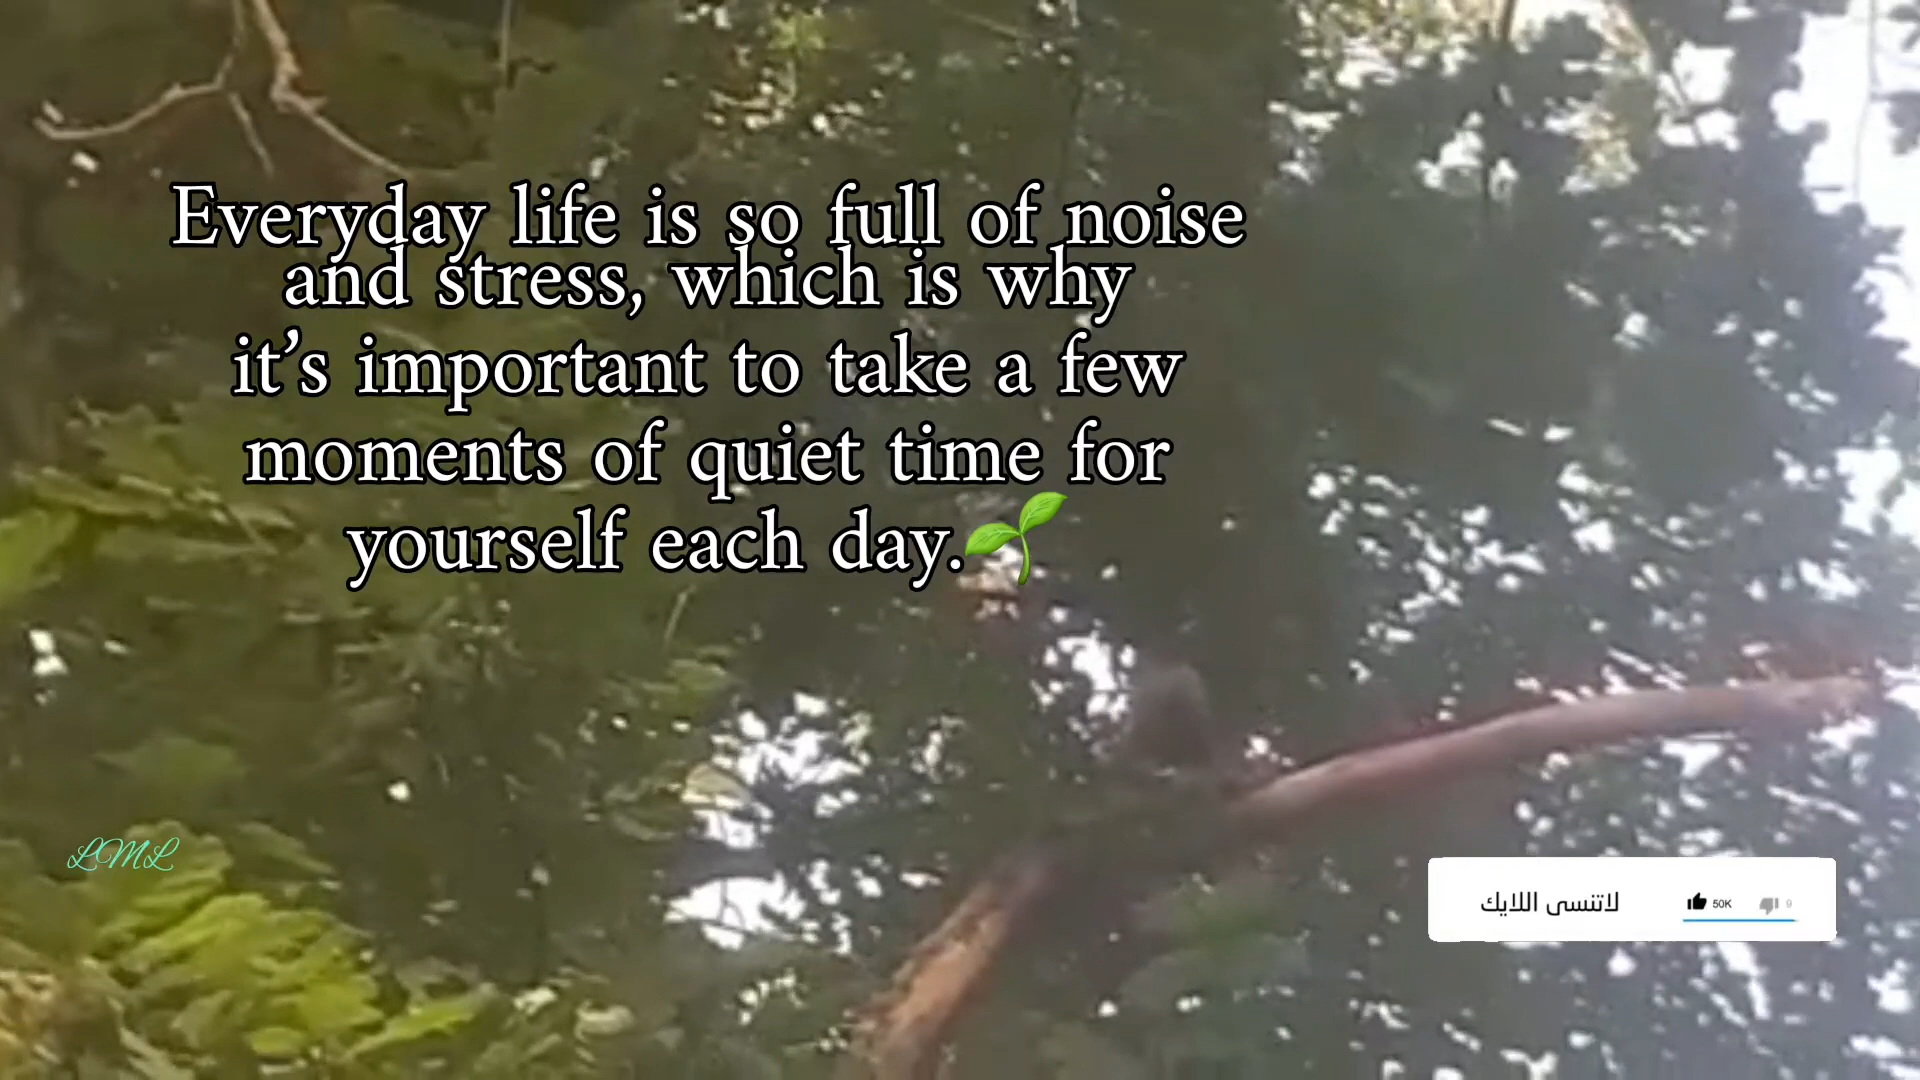 Everyday life is so full of noise
and stress, which is why
it’s important to take a few
moments of quiet time for
yourself each day.🌱
LML
لاتنسى اللايك
50K
9